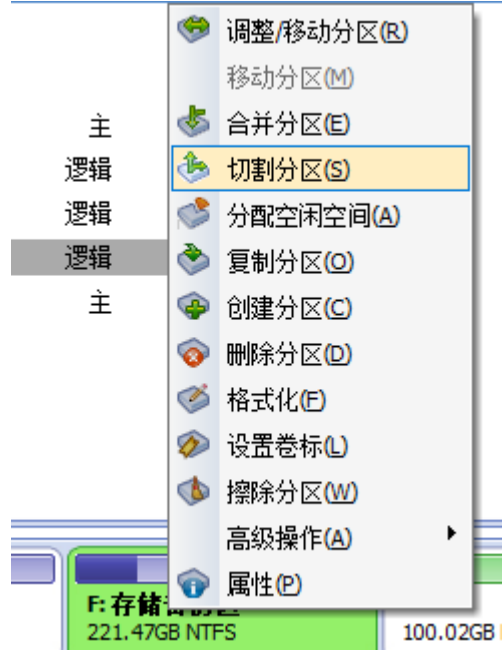 调整/移动分区(R)
移动分区(M)
主
合并分区(E)
逻辑
切割分区(S)
逻辑
分配空闲空间(A)
逻辑
复制分区(O)
主
创建分区(C)
删除分区(D)
格式化(F)
设置卷标(L)
擦除分区(W)
高级操作(A)
属性(P)
F:存储
221.47GB NTFS
100.02GB